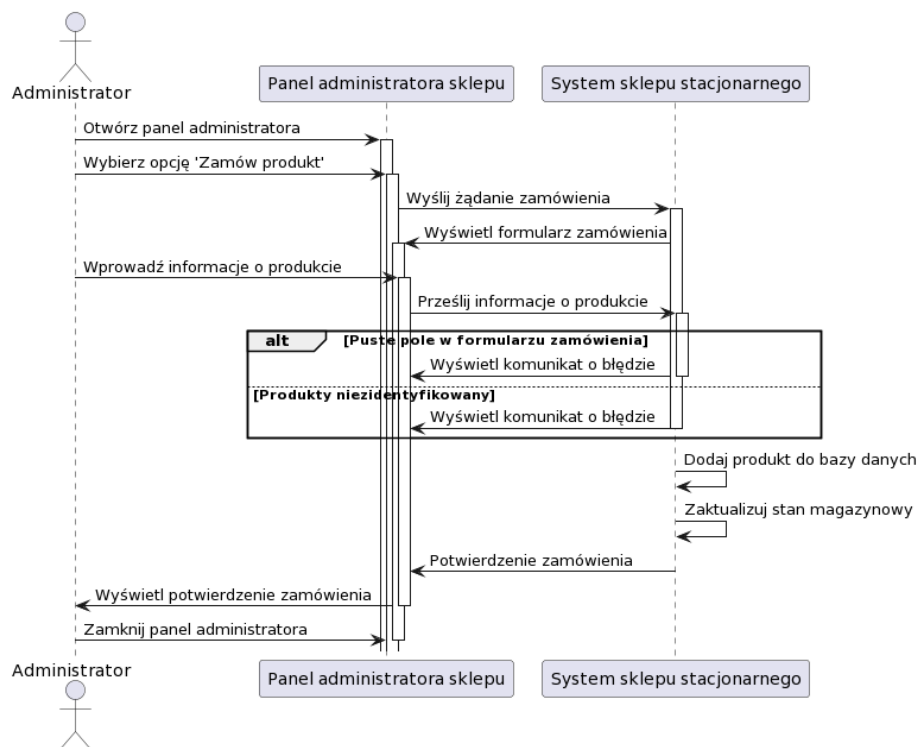 Administrator
Panel administratora sklepu
System sklepu stacjonarnego
Otwórz panel administratora
Wybierz opcję 'Zamów produkt'
Wyślij żądanie zamówienia
Wyświetl formularz zamówienia
Wprowadź informacje o produkcie
Prześlij informacje o produkcie
alt
[Puste pole w formularzu zamówienia]
Wyświetl komunikat o błędzie
[Produkty niezidentyfikowany]
Wyświetl komunikat o błędzie
Dodaj produkt do bazy danych
Zaktualizuj stan magazynowy
Potwierdzenie zamówienia
Wyświetl potwierdzenie zamówienia
Zamknij panel administratora
Administrator
Panel administratora sklepu
System sklepu stacjonarnego